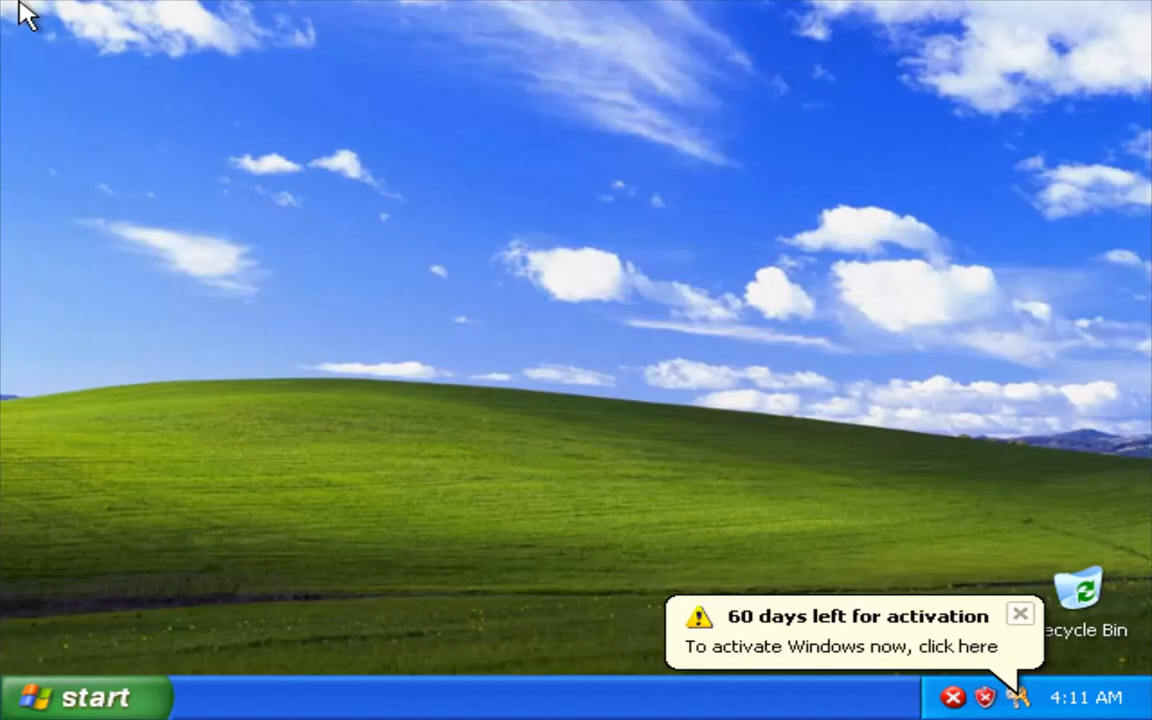 60 days left for activation
To activate Windows now, click here
ecycle Bin
start
4:11 AM